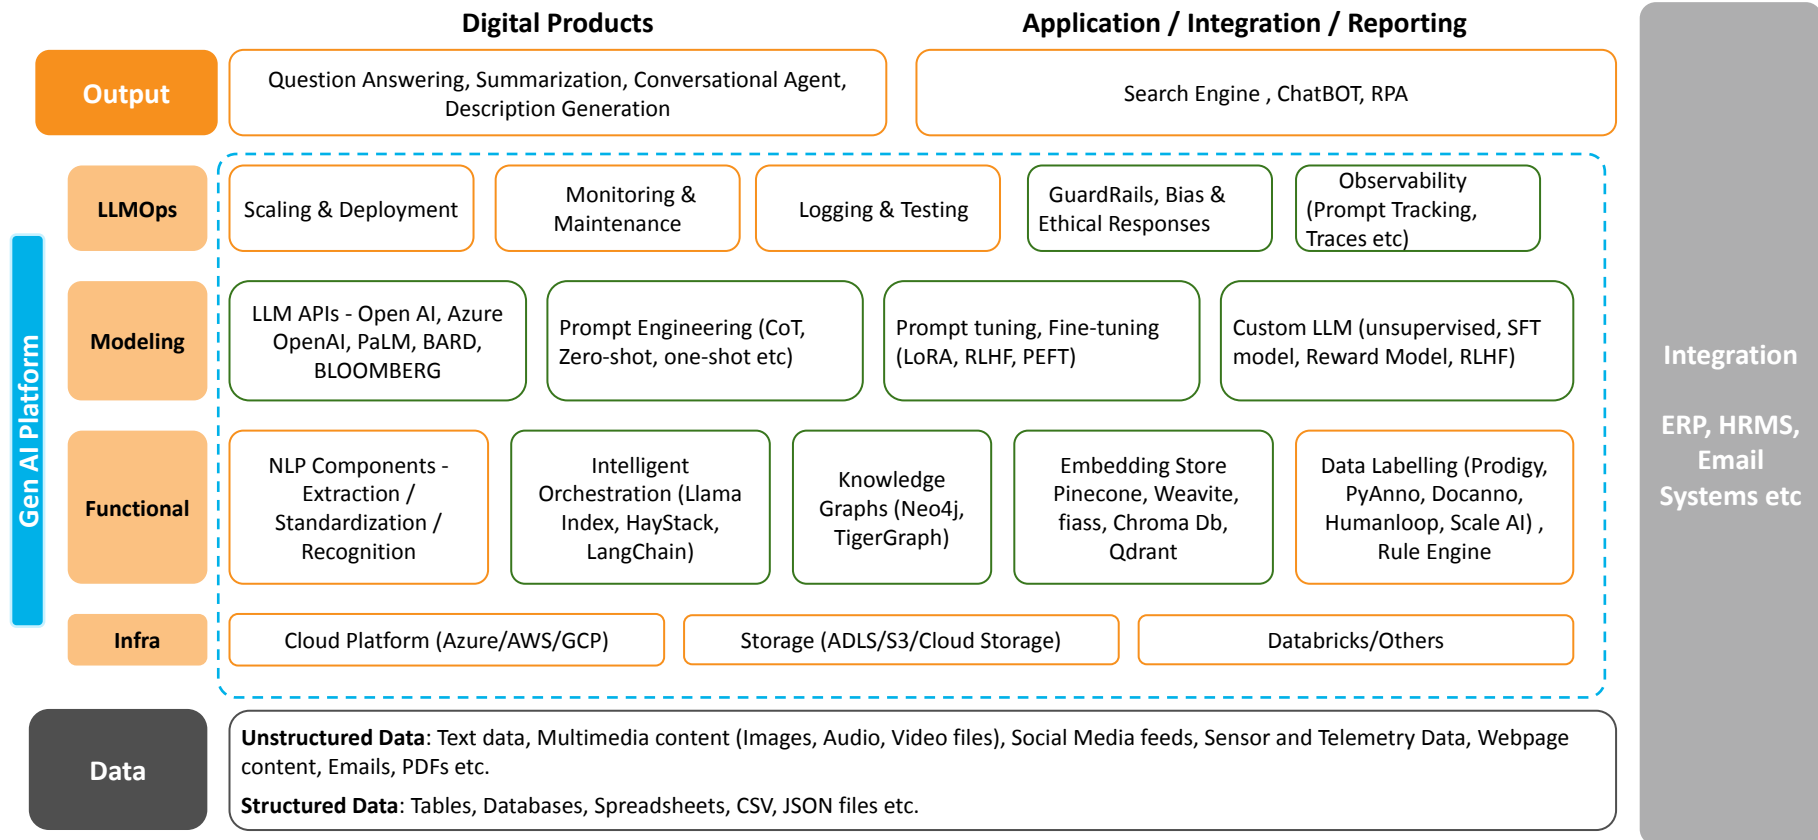 Digital Products
Application / Integration / Reporting
Output
Question Answering, Summarization, Conversational Agent,
Description Generation
Search Engine , ChatBOT, RPA
Gen AI Platform
LLMOps
Scaling & Deployment
Monitoring &
Maintenance
Logging & Testing
GuardRails, Bias &
Ethical Responses
Observability
(Prompt Tracking,
Traces etc)
Modeling
LLM APIs - Open AI, Azure
OpenAI, PaLM, BARD,
BLOOMBERG
Prompt Engineering (CoT,
Zero-shot, one-shot etc)
Prompt tuning, Fine-tuning
(LoRA, RLHF, PEFT)
Custom LLM (unsupervised, SFT
model, Reward Model, RLHF)
Functional
NLP Components -
Extraction /
Standardization /
Recognition
Intelligent
Orchestration (Llama
Index, HayStack,
LangChain)
Knowledge
Graphs (Neo4j,
TigerGraph)
Embedding Store
Pinecone, Weavite,
fiass, Chroma Db,
Qdrant
Data Labelling (Prodigy,
PyAnno, Docanno,
Humanloop, Scale AI) ,
Rule Engine
Infra
Cloud Platform (Azure/AWS/GCP)
Storage (ADLS/S3/Cloud Storage)
Databricks/Others
Data
Unstructured Data: Text data, Multimedia content (Images, Audio, Video files), Social Media feeds, Sensor and Telemetry Data, Webpage
content, Emails, PDFs etc.
Structured Data: Tables, Databases, Spreadsheets, CSV, JSON files etc.
Integration
ERP, HRMS,
Email
Systems etc